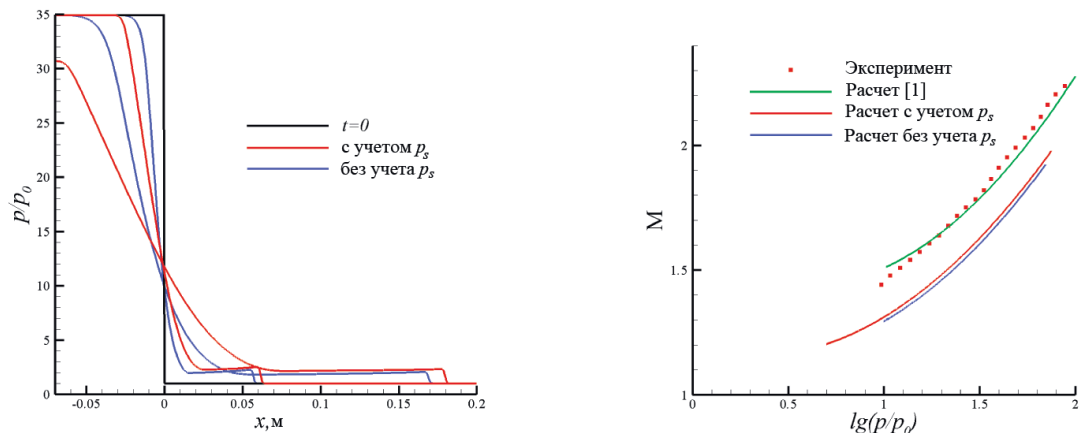 35
30
25
20
15
10
5
0
p/p₀
-0.05
0
0.05
0.1
0.15
0.2
x, м
t=0
с учетом pₛ
без учета pₛ
2
1.5
1
M
0
0.5
1
1.5
2
lg(p/p₀)
Эксперимент
Расчет [1]
Расчет с учетом pₛ
Расчет без учета pₛ